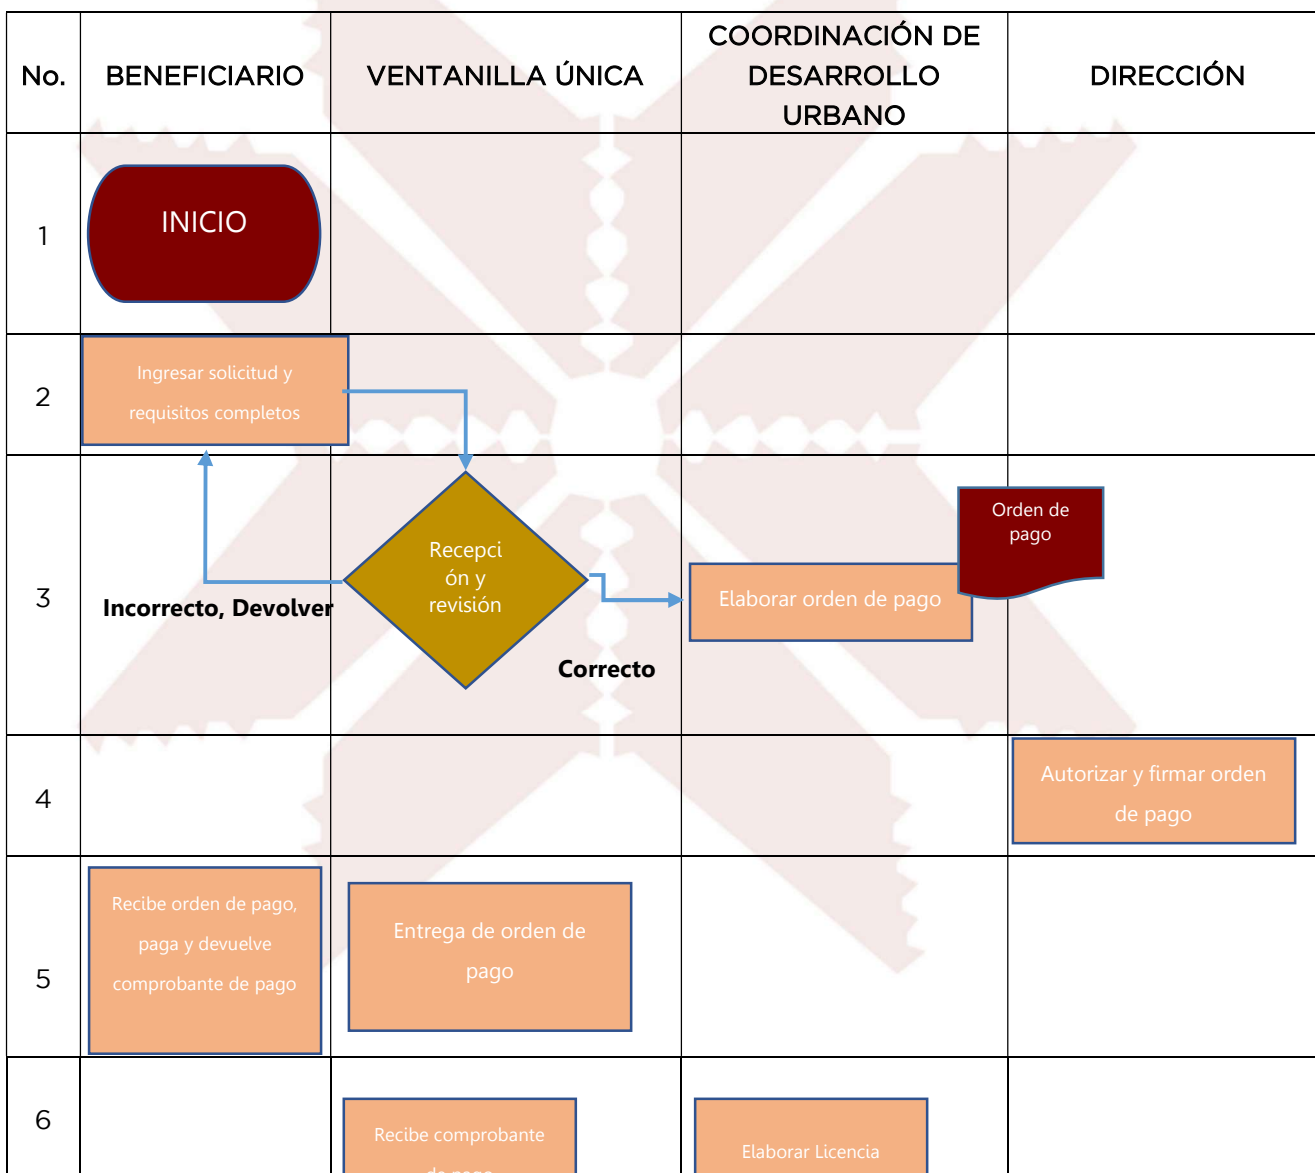 No.
BENEFICIARIO
VENTANILLA ÚNICA
COORDINACIÓN DE
DESARROLLO
URBANO
DIRECCIÓN
1
INICIO
2
Ingresar solicitud y
requisitos completos
3
Incorrecto, Devolver
Recepci
ón y
revisión
Correcto
Elaborar orden de pago
Orden de
pago
4
Autorizar y firmar orden
de pago
5
Recibe orden de pago,
paga y devuelve
comprobante de pago
Entrega de orden de
pago
6
Recibe comprobante
de pago
Elaborar Licencia